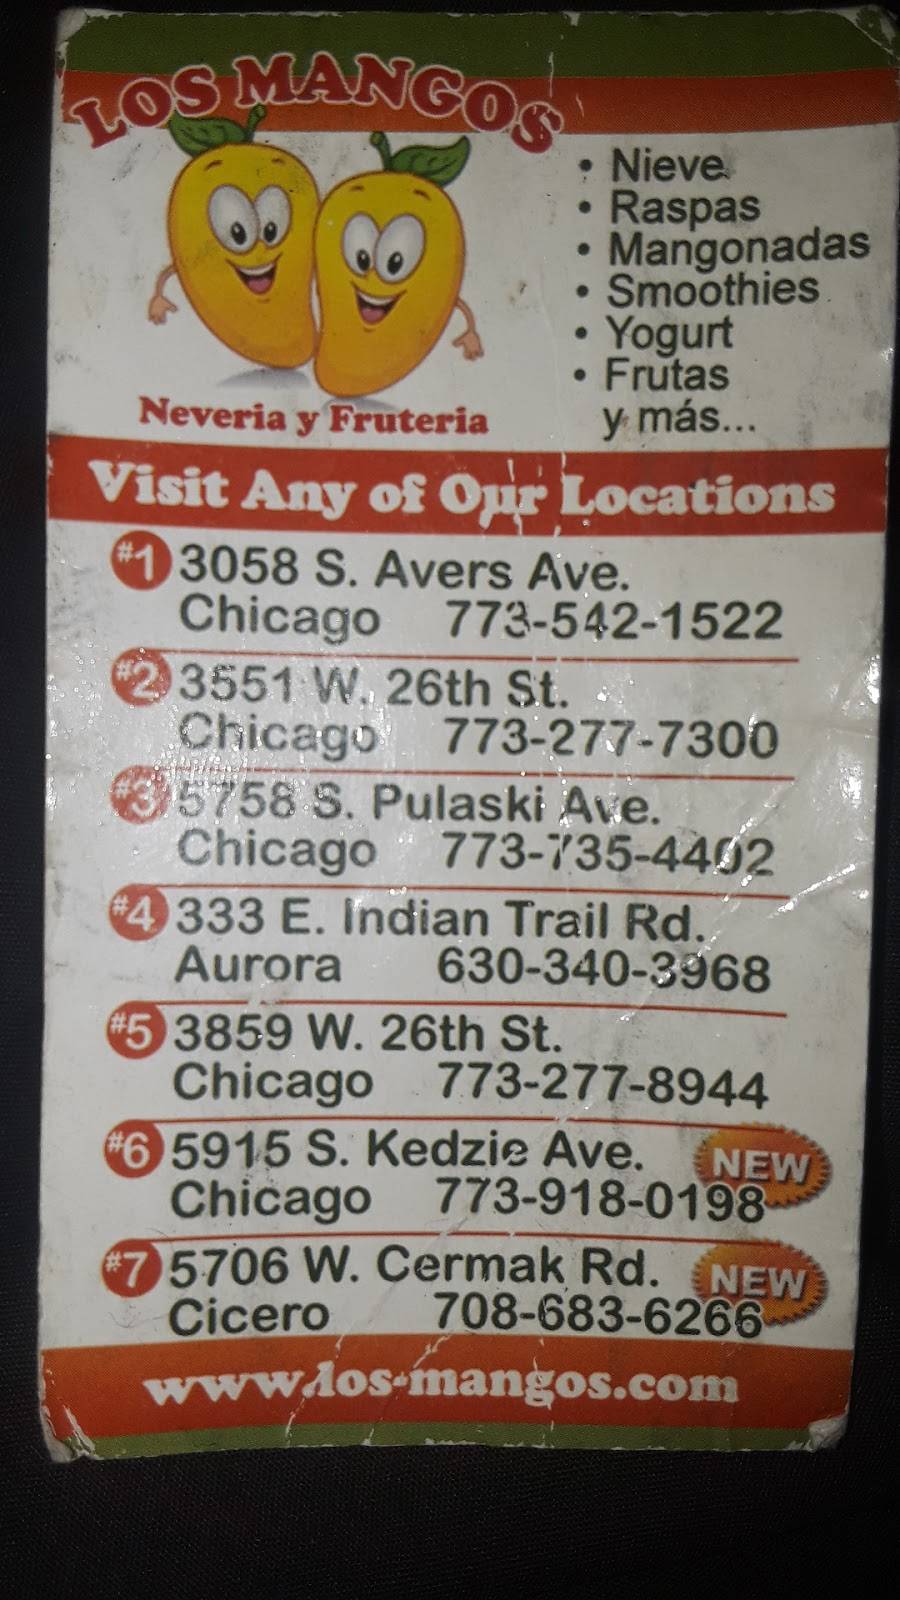 LOS MANGOS
• Nieve
• Raspas
• Mangonadas
• Smoothies
• Yogurt
• Frutas
y más...
Neveria y Fruteria
Visit Any of Our Locations
#1 3058 S. Avers Ave.
Chicago 773-542-1522
#2 3551 W. 26th St.
Chicago 773-277-7300
#3 5758 S. Pulaski Ave.
Chicago 773-735-4402
#4 333 E. Indian Trail Rd.
Aurora 630-340-3968
#5 3859 W. 26th St.
Chicago 773-277-8944
#6 5915 S. Kedzie Ave. NEW
Chicago 773-918-0198
#7 5706 W. Cermak Rd. NEW
Cicero 708-683-6266
www.los-mangos.com